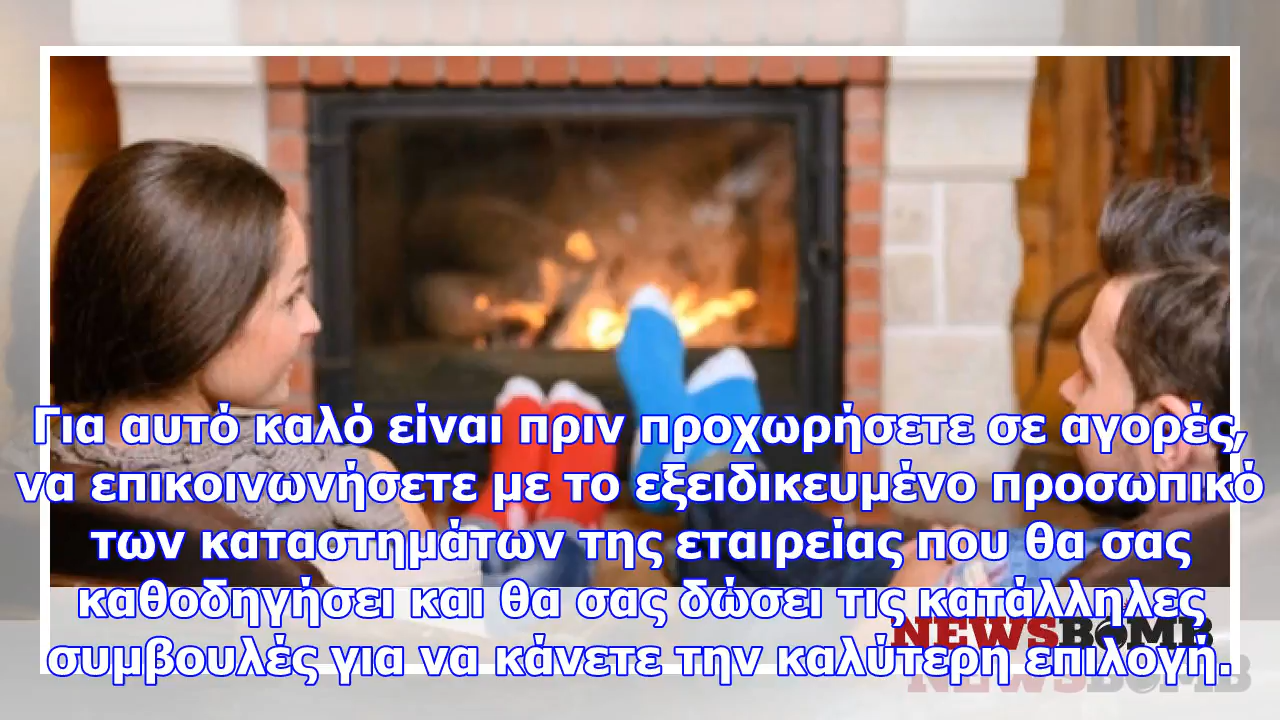 Για αυτό καλό είναι πριν προχωρήσετε σε αγορές,
να επικοινωνήσετε με το εξειδικευμένο προσωπικό
των καταστημάτων της εταιρείας που θα σας
καθοδηγήσει και θα σας δώσει τις κατάλληλες
NEWSBOMB
συμβουλές για να κάνετε την καλύτερη επιλογή.
NEWSBOMB